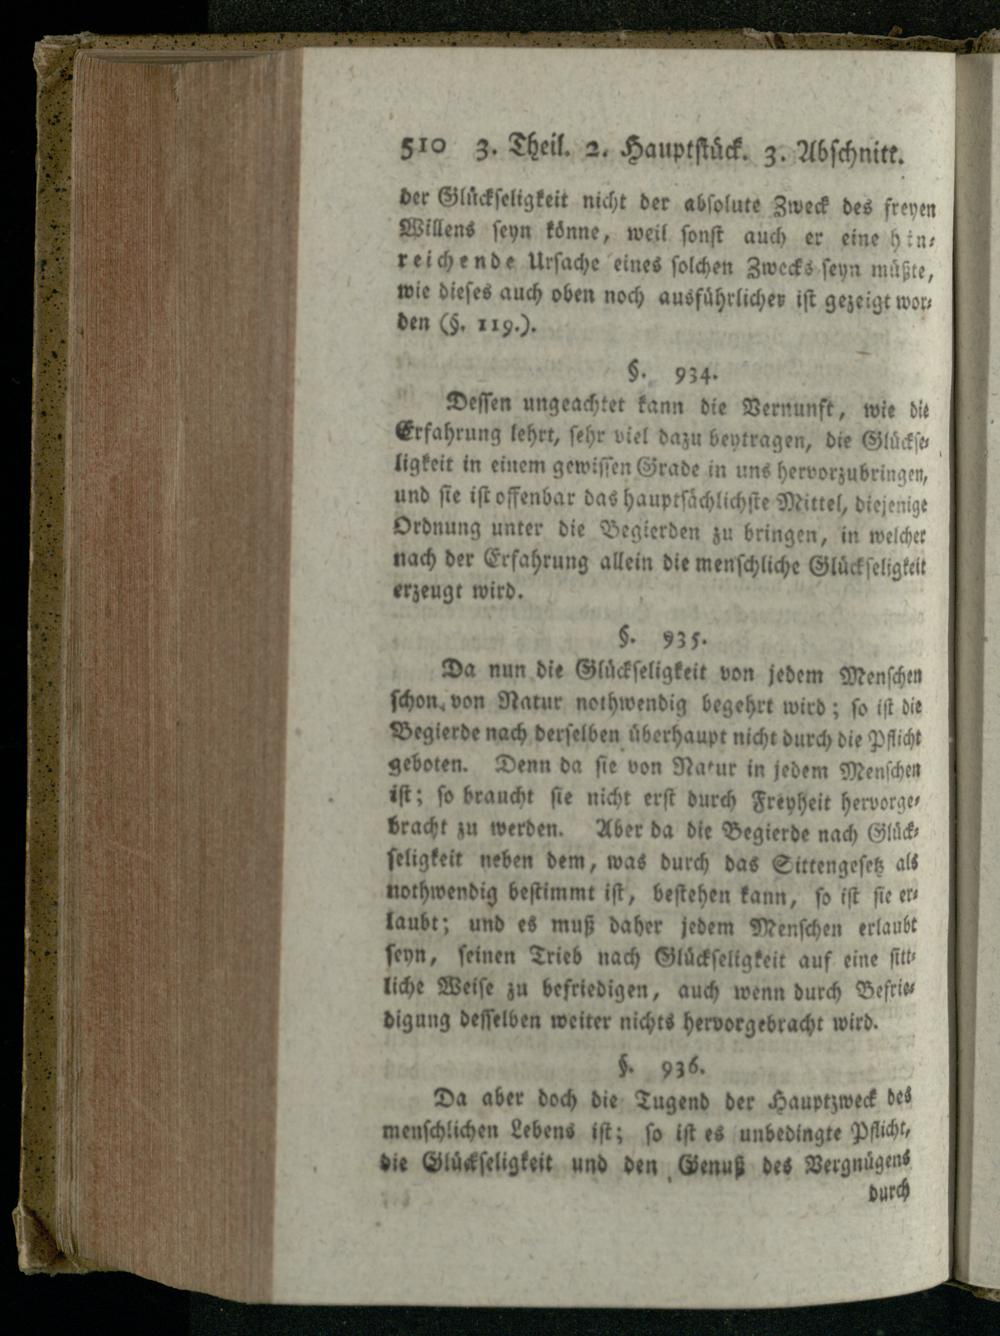 510 3. Theil. 2. Hauptstück. 3. Abschnitt.
der Glückseligkeit nicht der absolute Zweck des freyen
Willens seyn könne, weil sonst auch er eine hin-
reichende Ursache eines solchen Zwecks seyn müßte,
wie dieses auch oben noch ausführlicher ist gezeigt wor-
den (§. 119.).
§. 934.
Dessen ungeachtet kann die Vernunft, wie die
Erfahrung lehrt, sehr viel dazu beytragen, die Glückse-
ligkeit in einem gewissen Grade in uns hervorzubringen,
und sie ist offenbar das hauptsächlichste Mittel, diejenige
Ordnung unter die Begierden zu bringen, in welcher
nach der Erfahrung allein die menschliche Glückseligkeit
erzeugt wird.
§. 935.
Da nun die Glückseligkeit von jedem Menschen
schon von Natur nothwendig begehrt wird; so ist die
Begierde nach derselben überhaupt nicht durch die Pflicht
geboten. Denn da sie von Natur in jedem Menschen
ist; so braucht sie nicht erst durch Freyheit hervorge-
bracht zu werden. Aber da die Begierde nach Glück-
seligkeit neben dem, was durch das Sittengesetz als
nothwendig bestimmt ist, bestehen kann, so ist sie er-
laubt; und es muß daher jedem Menschen erlaubt
seyn, seinen Trieb nach Glückseligkeit auf eine sitt-
liche Weise zu befriedigen, auch wenn durch Befrie-
digung desselben weiter nichts hervorgebracht wird.
§. 936.
Da aber doch die Tugend der Hauptzweck des
menschlichen Lebens ist; so ist es unbedingte Pflicht,
die Glückseligkeit und den Genuß des Vergnügens
durch